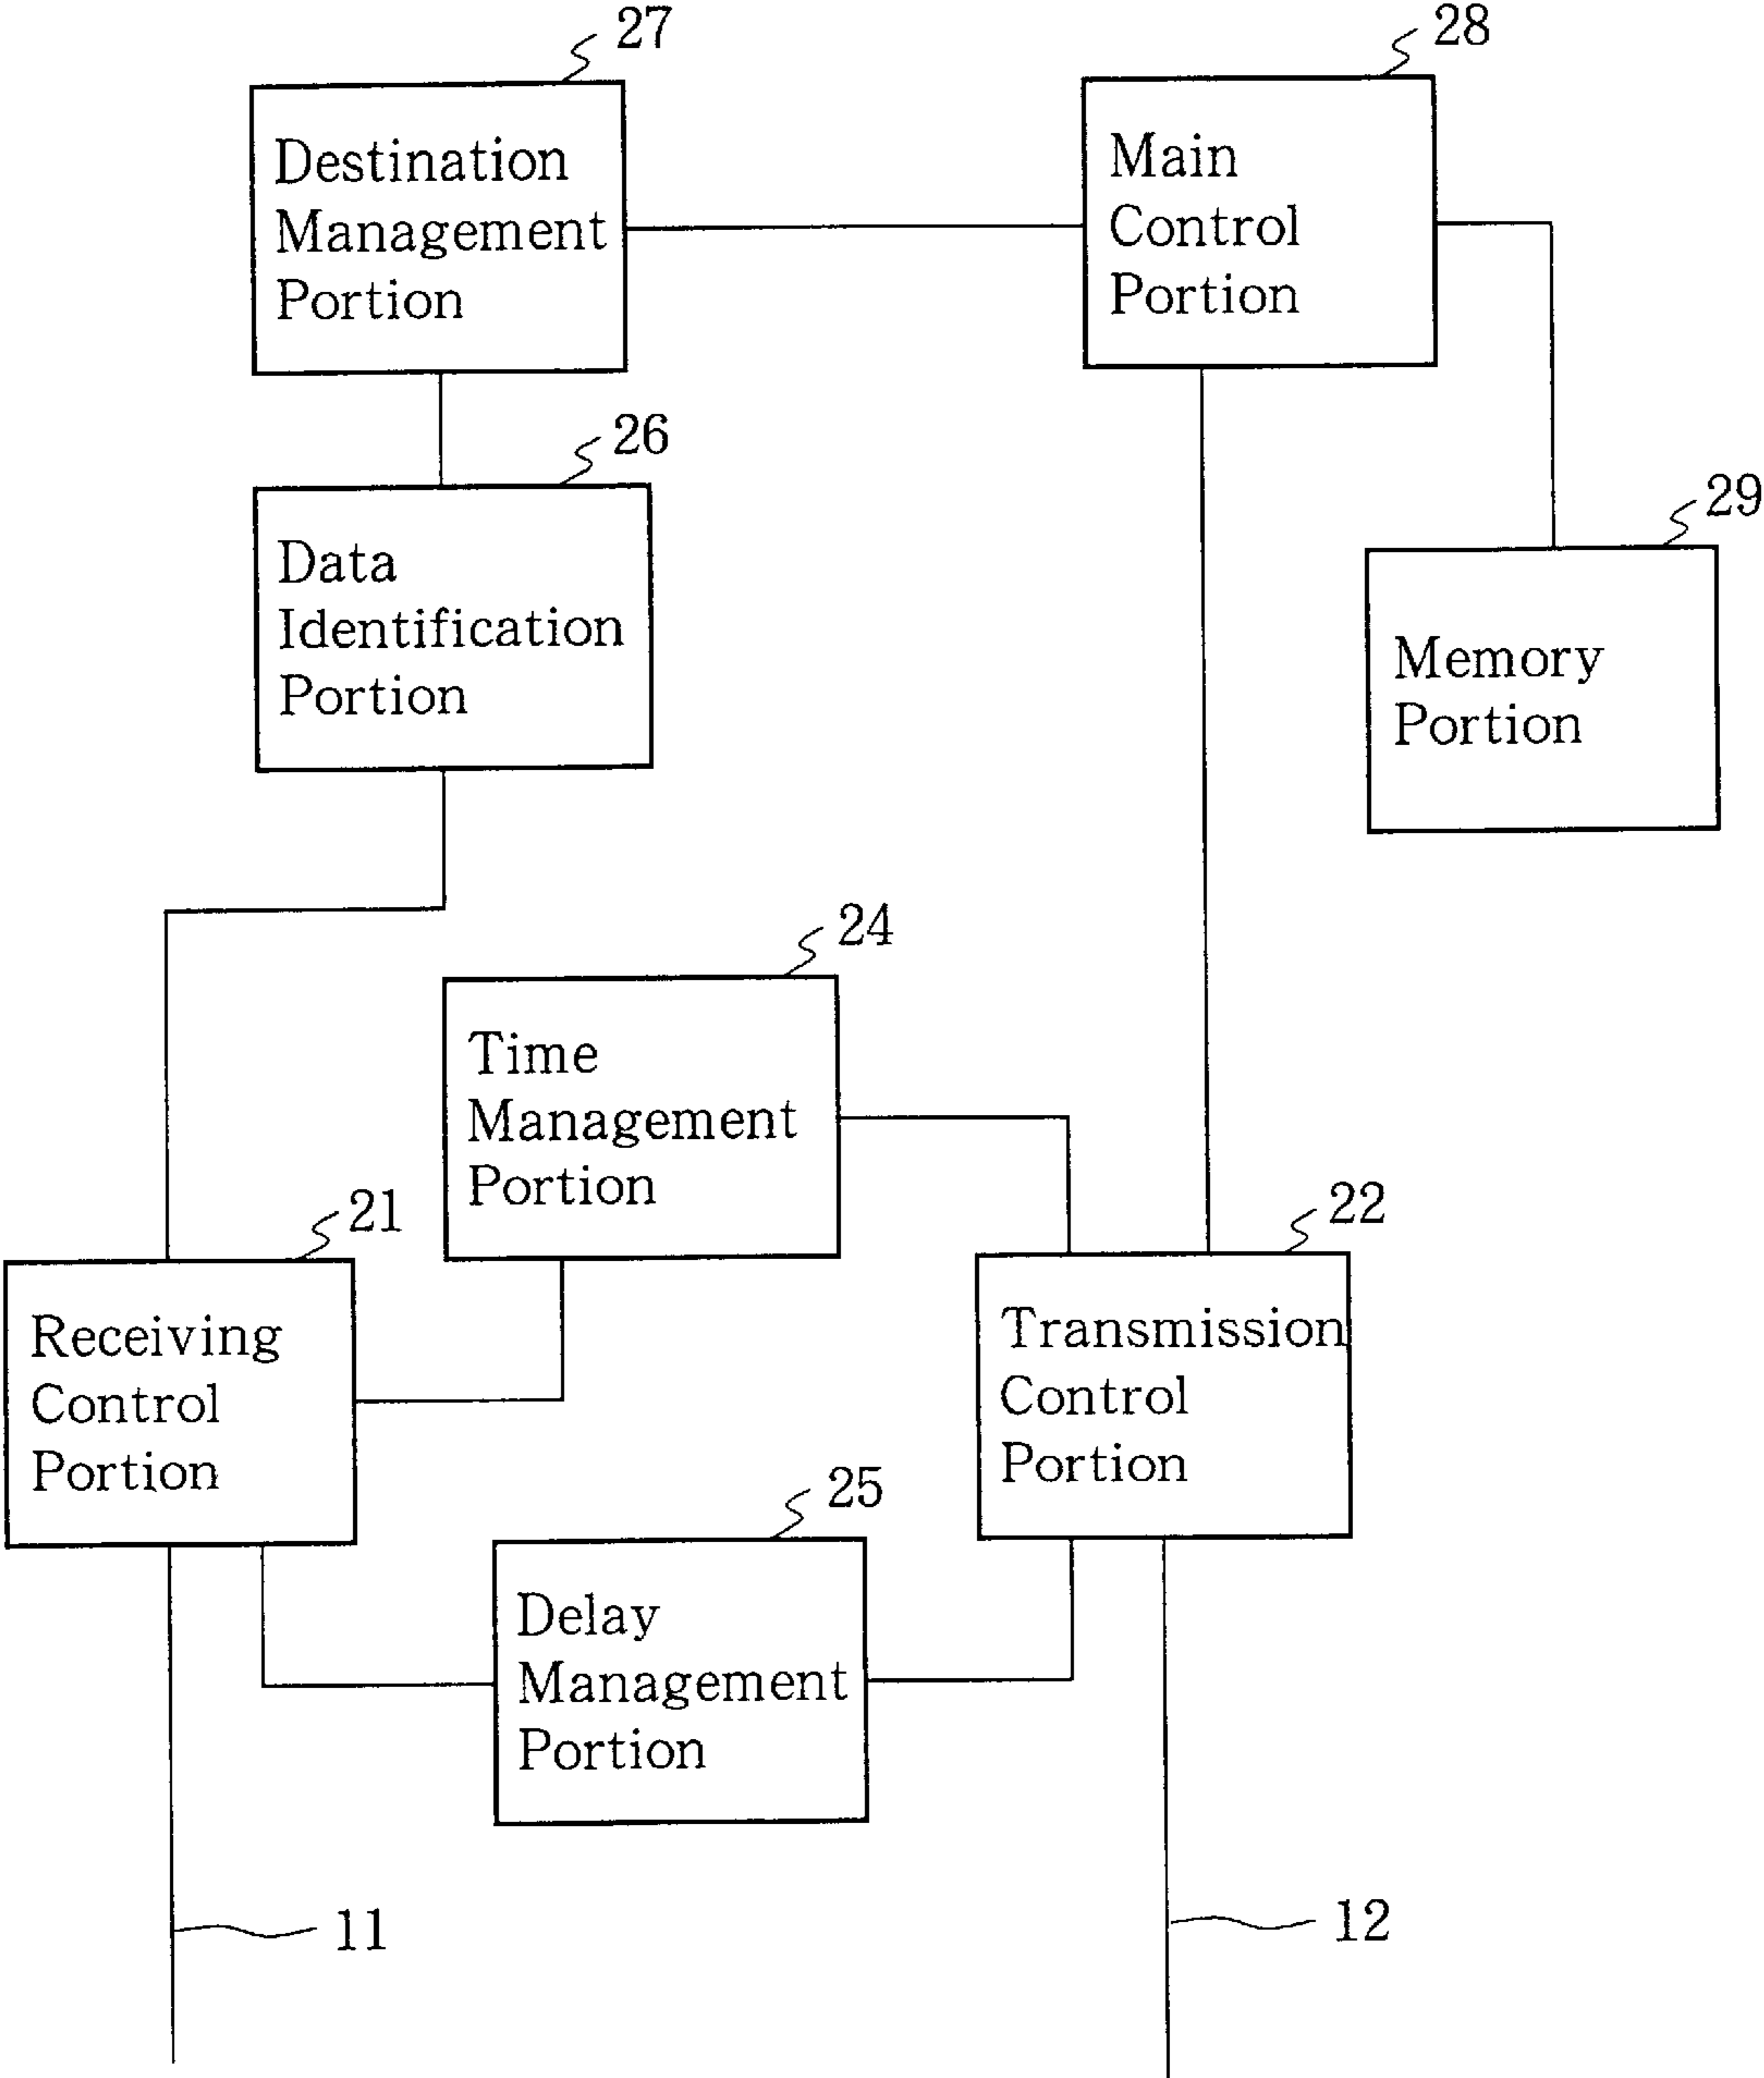 27
28
Destination
Management
Portion
Main
Control
Portion
26
Data
Identification
Portion
29
Memory
Portion
24
Time
Management
Portion
21
Receiving
Control
Portion
22
Transmission
Control
Portion
25
Delay
Management
Portion
11
12